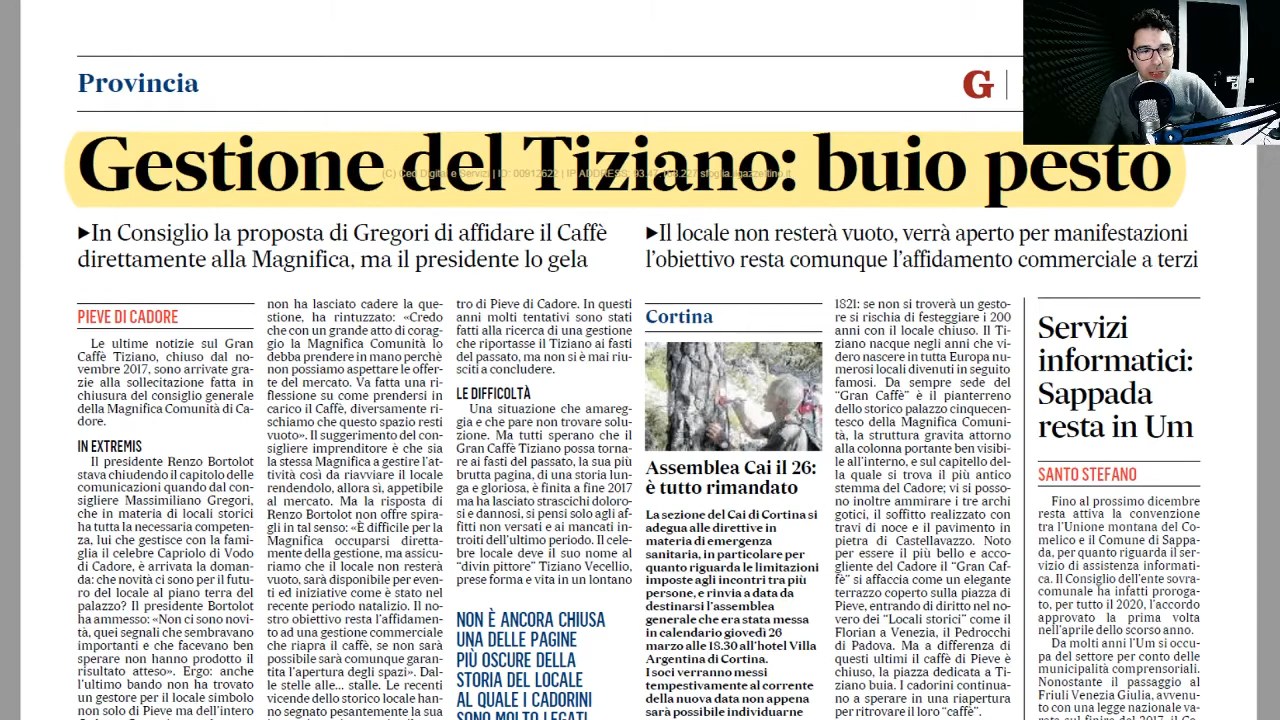 Provincia
G
Gestione del Tiziano: buio pesto
▶In Consiglio la proposta di Gregori di affidare il Caffè
direttamente alla Magnifica, ma il presidente lo gela
▶Il locale non resterà vuoto, verrà aperto per manifestazioni
l'obiettivo resta comunque l'affidamento commerciale a terzi
PIEVE DI CADORE
Le ultime notizie sul Gran
Caffè Tiziano, chiuso dal no-
vembre 2017, sono arrivate gra-
zie alla sollecitazione fatta in
chiusura del consiglio generale
della Magnifica Comunità di Ca-
dore.
IN EXTREMIS
Il presidente Renzo Bortolot
stava chiudendo il capitolo delle
comunicazioni quando dal con-
sigliere Massimiliano Gregori,
che in materia di locali storici
ha tutta la necessaria competen-
za, lui che gestisce con la fami-
glia il celebre Capriolo di Vodo
di Cadore, è arrivata la doman-
da: che novità ci sono per il futu-
ro del locale al piano terra del
palazzo? Il presidente Bortolot
ha ammesso: «Non ci sono novi-
tà, quei segnali che sembravano
importanti e che facevano ben
sperare non hanno prodotto il
risultato atteso». Ergo: anche
l'ultimo bando non ha trovato
un gestore per il locale simbolo
non solo di Pieve ma dell'intero
non ha lasciato cadere la que-
stione, ha rintuzzato: «Credo
che con un grande atto di corag-
gio la Magnifica Comunità lo
debba prendere in mano perchè
non possiamo aspettare le offer-
te del mercato. Va fatta una ri-
flessione su come prendersi in
carico il Caffè, diversamente ri-
schiamo che questo spazio resti
vuoto». Il suggerimento del con-
sigliere imprenditore è che sia
la stessa Magnifica a gestire l'at-
tività così da riavviare il locale
rendendolo, allora sì, appetibile
al mercato. Ma la risposta di
Renzo Bortolot non offre spira-
gli in tal senso: «È difficile per la
Magnifica occuparsi diretta-
mente della gestione, ma assicu-
riamo che il locale non resterà
vuoto, sarà disponibile per even-
ti ed iniziative come è stato nel
recente periodo natalizio. Il no-
stro obiettivo resta l'affidamen-
to ad una gestione commerciale
che riapra il caffè, se non sarà
possibile sarà comunque garan-
tita l'apertura degli spazi». Dal-
le stelle alle... stalle. Le recenti
vicende dello storico locale han-
no segnato pesantemente la sua
tro di Pieve di Cadore. In questi
anni molti tentativi sono stati
fatti alla ricerca di una gestione
che riportasse il Tiziano ai fasti
del passato, ma non si è mai riu-
sciti a concludere.
LE DIFFICOLTÀ
Una situazione che amareg-
gia e che pare non trovare solu-
zione. Ma tutti sperano che il
Gran Caffè Tiziano possa torna-
re ai fasti del passato, la sua più
brutta pagina, di una storia lun-
ga e gloriosa, è finita a fine 2017
ma ha lasciato strascichi doloro-
si e dannosi, si pensi solo agli af-
fitti non versati e ai mancati in-
troiti dell'ultimo periodo. Il cele-
bre locale deve il suo nome al
"divin pittore" Tiziano Vecellio,
prese forma e vita in un lontano
NON È ANCORA CHIUSA
UNA DELLE PAGINE
PIÙ OSCURE DELLA
STORIA DEL LOCALE
AL QUALE I CADORINI
SONO MOLTO LEGATI
Cortina
Assemblea Cai il 26:
è tutto rimandato
La sezione del Cai di Cortina si
adegua alle direttive in
materia di emergenza
sanitaria, in particolare per
quanto riguarda le limitazioni
imposte agli incontri tra più
persone, e rinvia a data da
destinarsi l'assemblea
generale che era stata messa
in calendario giovedì 26
marzo alle 18.30 all'hotel Villa
Argentina di Cortina.
I soci verranno messi
tempestivamente al corrente
della nuova data non appena
sarà possibile individuarne
1821: se non si troverà un gesto-
re si rischia di festeggiare i 200
anni con il locale chiuso. Il Ti-
ziano nacque negli anni che vi-
dero nascere in tutta Europa nu-
merosi locali divenuti in seguito
famosi. Da sempre sede del
"Gran Caffè" è il pianterreno
dello storico palazzo cinquecen-
tesco della Magnifica Comuni-
tà, la struttura gravita attorno
alla colonna portante ben visibi-
le all'interno, e sul capitello del-
la quale si trova il più antico
stemma del Cadore; vi si posso-
no inoltre ammirare i tre archi
gotici, il soffitto realizzato con
travi di noce e il pavimento in
pietra di Castellavazzo. Noto
per essere il più bello e acco-
gliente del Cadore il "Gran Caf-
fè" si affaccia come un elegante
terrazzo coperto sulla piazza di
Pieve, entrando di diritto nel no-
vero dei "Locali storici" come il
Florian a Venezia, il Pedrocchi
di Padova. Ma a differenza di
questi ultimi il caffè di Pieve è
chiuso, la piazza dedicata a Ti-
ziano buia. I cadorini continua-
no a sperare in una riapertura
per ritrovare il loro "caffè".
Servizi
informatici:
Sappada
resta in Um
SANTO STEFANO
Fino al prossimo dicembre
resta attiva la convenzione
tra l'Unione montana del Co-
melico e il Comune di Sappa-
da, per quanto riguarda il ser-
vizio di assistenza informati-
ca. Il Consiglio dell'ente sovra-
comunale ha infatti proroga-
to, per tutto il 2020, l'accordo
approvato la prima volta
nell'aprile dello scorso anno.
Da molti anni l'Um si occu-
pa del settore per conto delle
municipalità comprensoriali.
Nonostante il passaggio al
Friuli Venezia Giulia, avvenu-
to con una legge nazionale